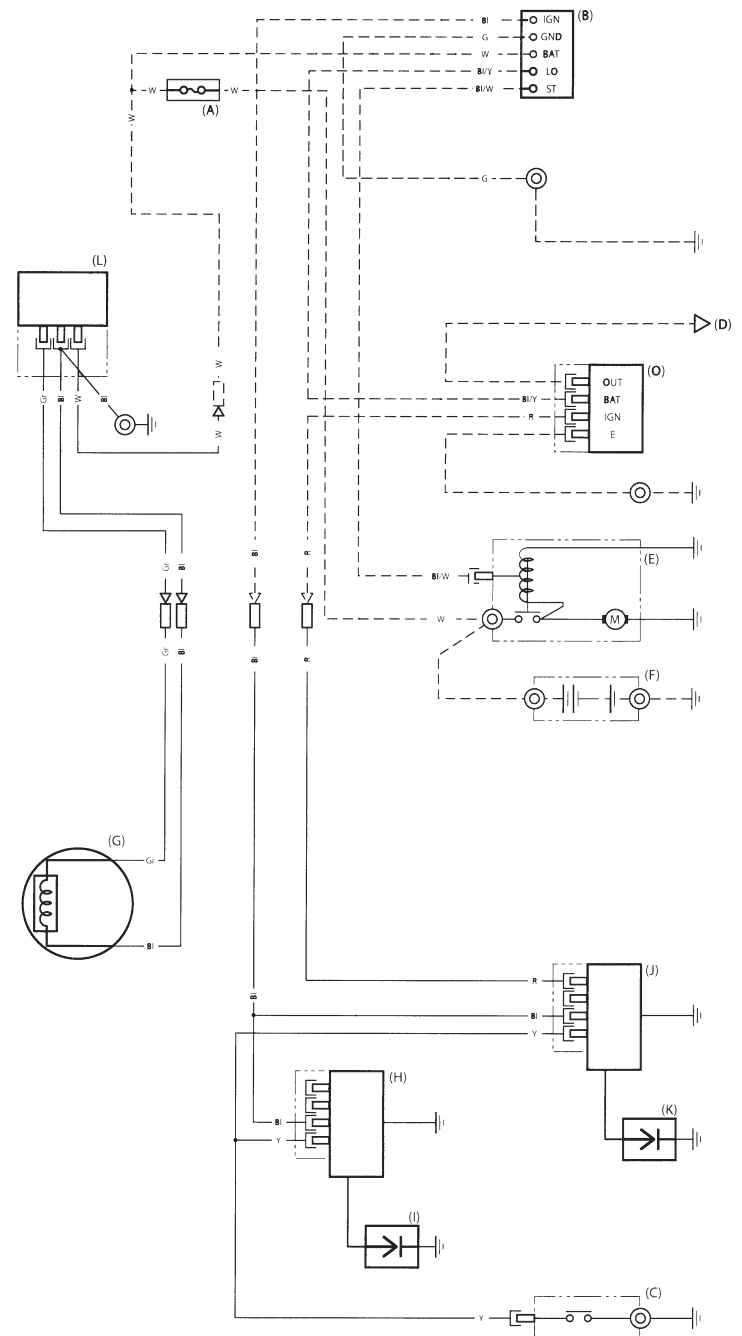 Bl IGN (B)
G GND
W BAT
Bl/Y LO
W W
(A)
Bl/W ST
W
G
(L)
(D)
W
(O)
OUT
Gr Bl W Bl
Bl/Y BAT
R IGN
W
E
Gr Bl Bl R
(E)
Bl/W
W M
Gr Bl Bl R
(F)
(G)
Gr
Bl
(J)
R
Bl
Bl
Y
(H)
(K)
Bl
Y
(I)
(C)
Y